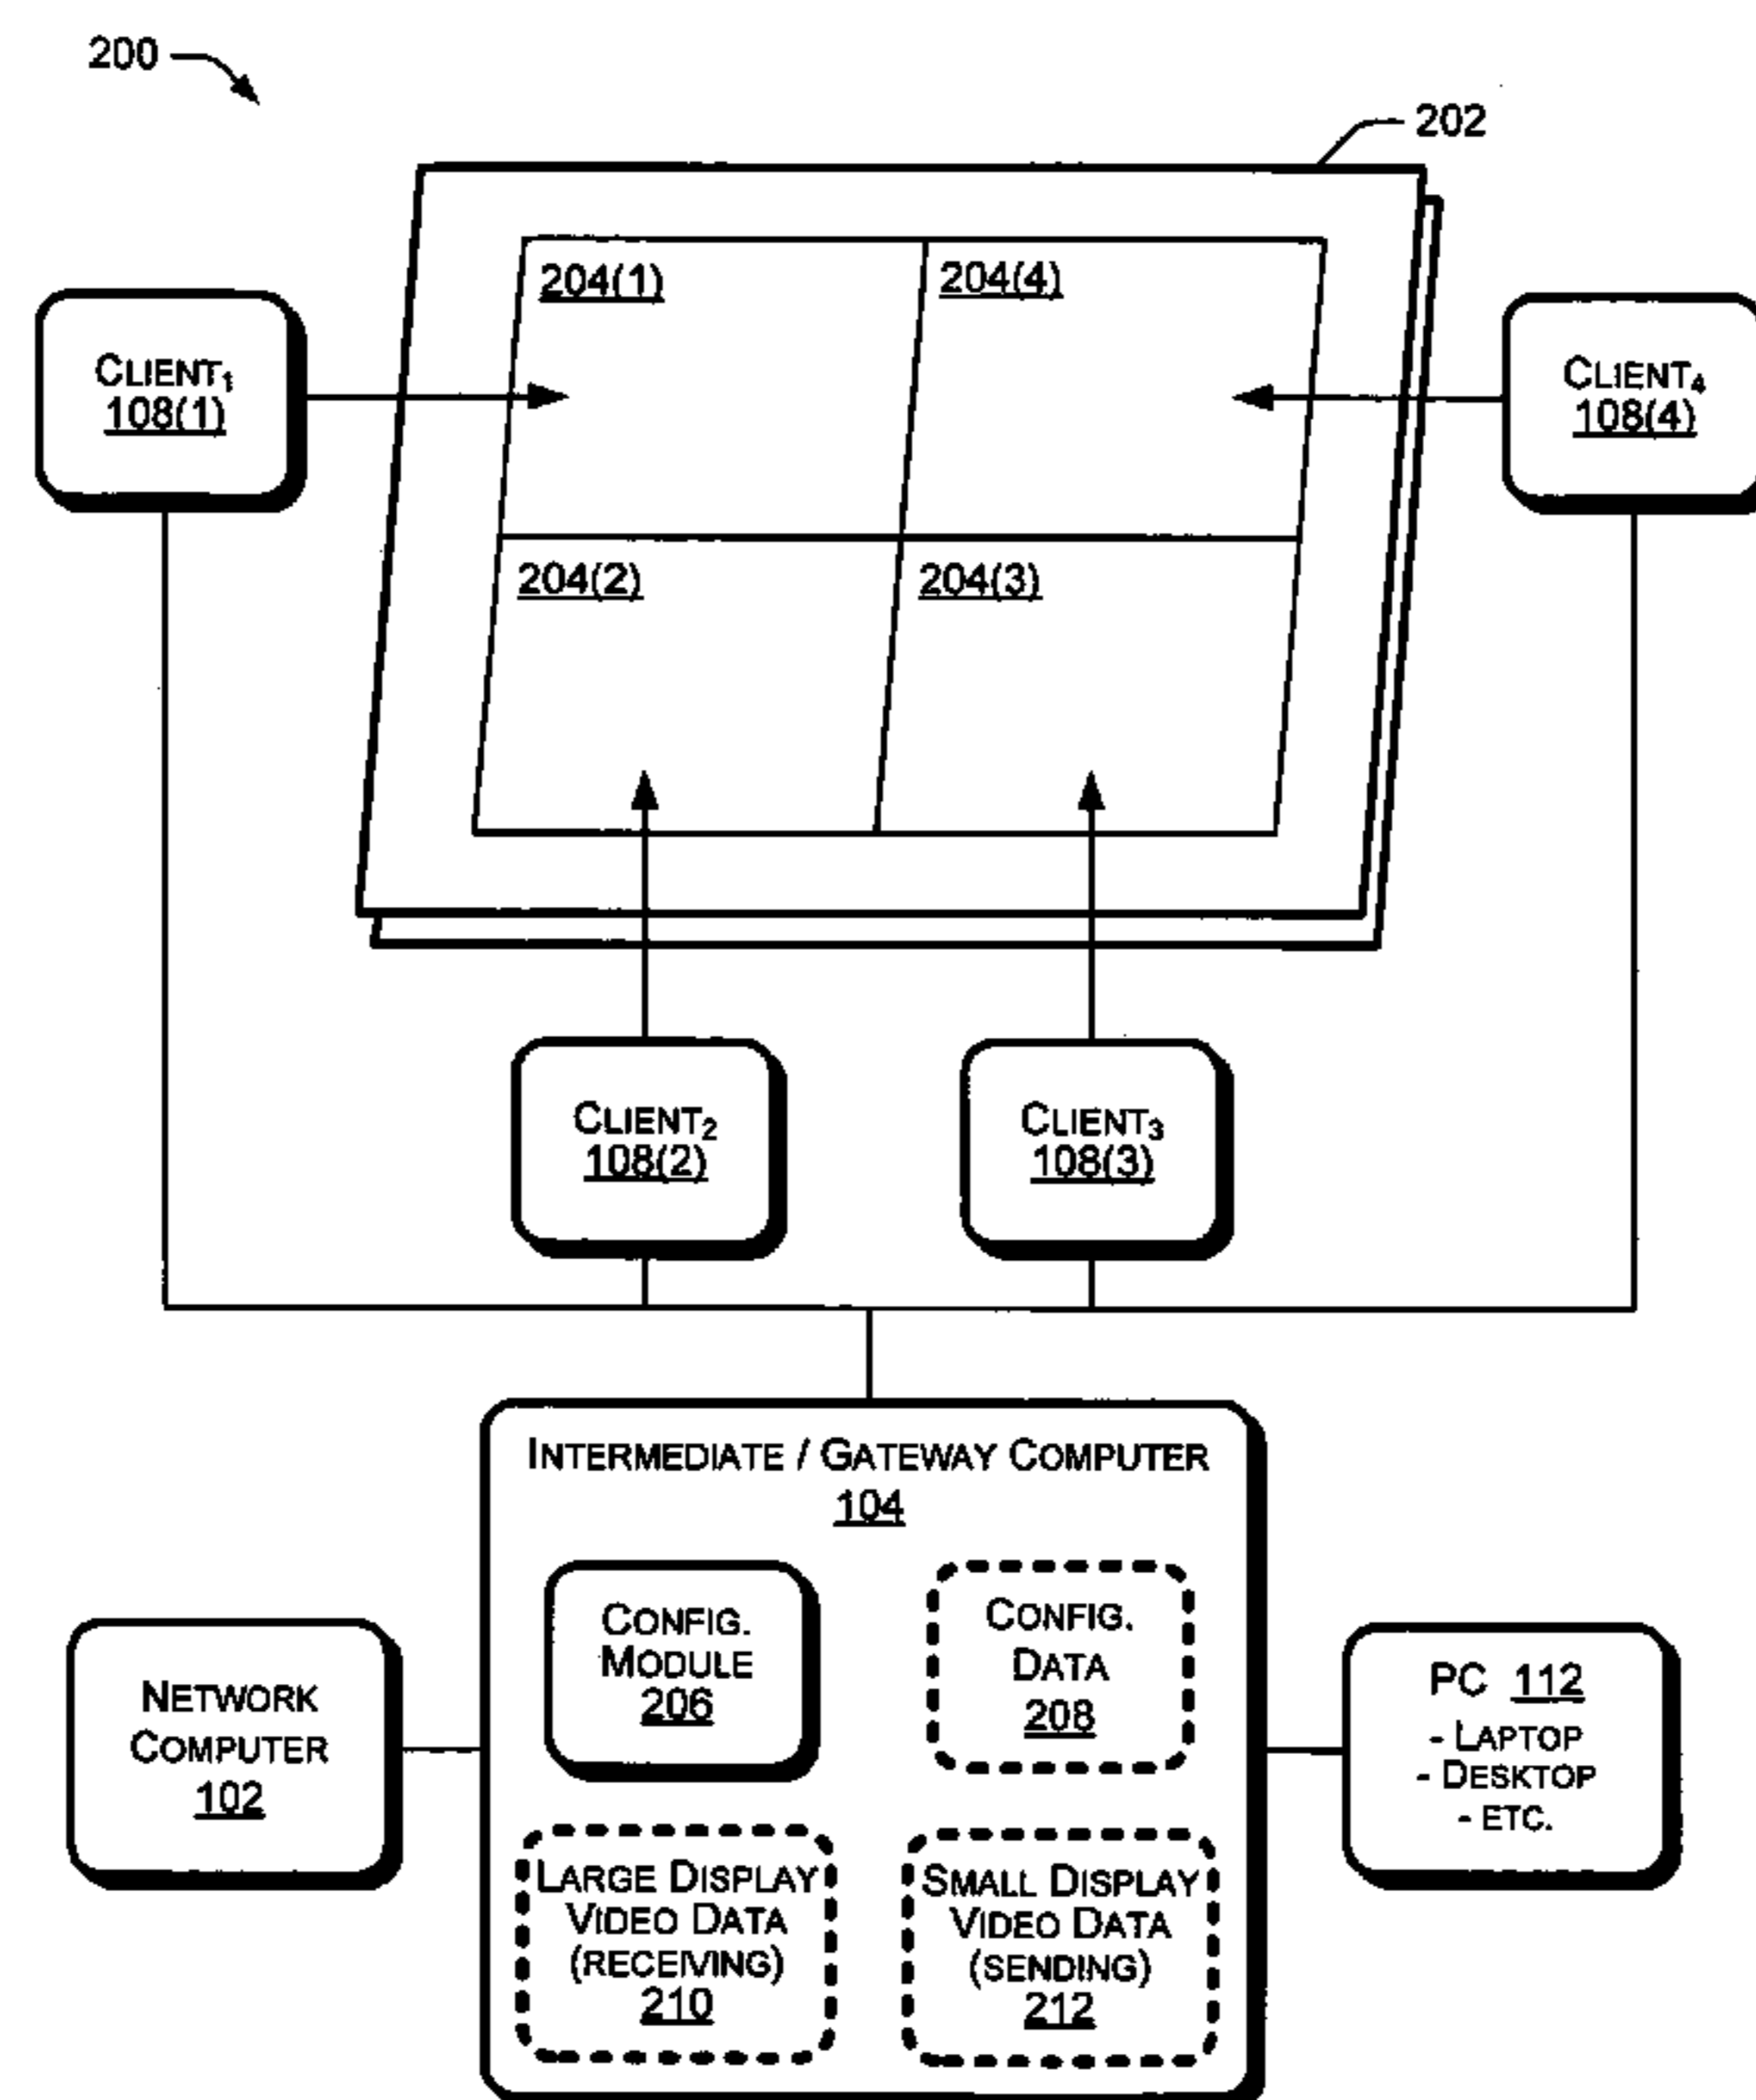 200
202
204(1)
204(4)
CLIENT1
108(1)
CLIENT4
108(4)
204(2)
204(3)
CLIENT2
108(2)
CLIENT3
108(3)
INTERMEDIATE / GATEWAY COMPUTER
104
CONFIG.
MODULE
206
CONFIG.
DATA
208
NETWORK
COMPUTER
102
PC 112
- LAPTOP
- DESKTOP
- ETC.
LARGE DISPLAY
VIDEO DATA
(RECEIVING)
210
SMALL DISPLAY
VIDEO DATA
(SENDING)
212